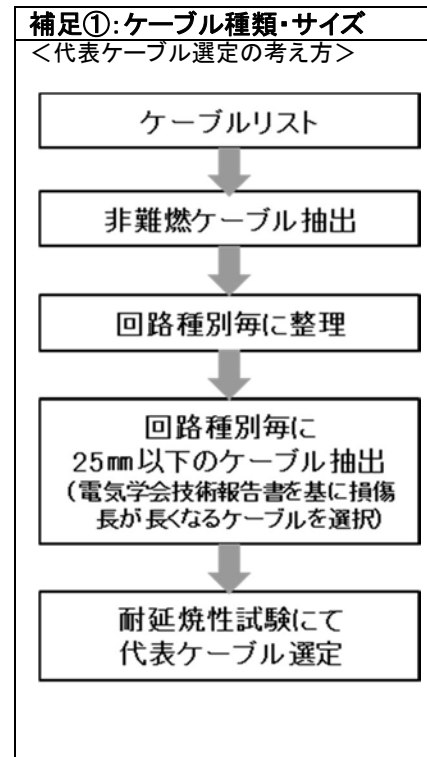 補足①:ケーブル種類・サイズ
<代表ケーブル選定の考え方>
ケーブルリスト
非難燃ケーブル抽出
回路種別毎に整理
回路種別毎に
25㎜以下のケーブル抽出
(電気学会技術報告書を基に損傷
長が長くなるケーブルを選択)
耐延焼性試験にて
代表ケーブル選定